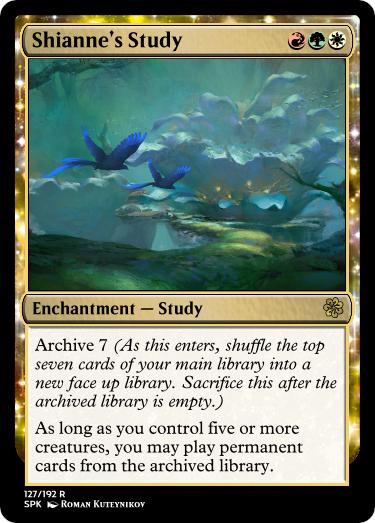 Shianne's Study
Enchantment — Study
Archive 7 (As this enters, shuffle the top
seven cards of your main library into a
new face up library. Sacrifice this after the
archived library is empty.)
As long as you control five or more
creatures, you may play permanent
cards from the archived library.
127/192 R
SPK Roman Kuteynikov